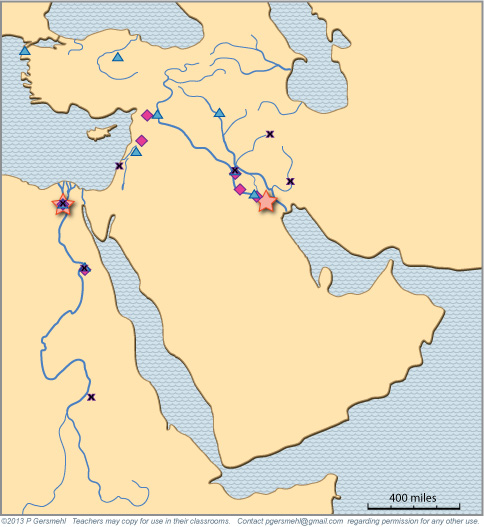 400 miles
©2013 P Gersmehl Teachers may copy for use in their classrooms. Contact pgersmehl@gmail.com regarding permission for any other use.